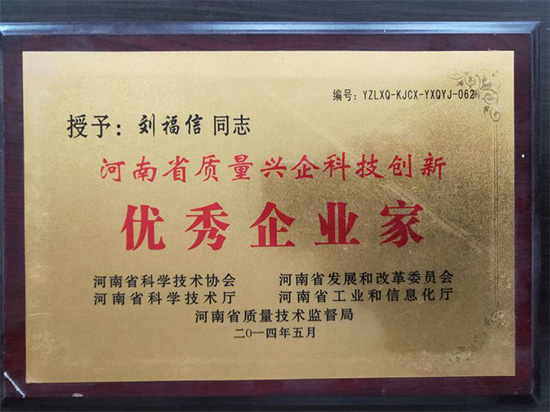 编号：YZLXQ-KJCX-YXQYJ-062
授予：刘福信 同志
河南省质量兴企科技创新
优秀企业家
河南省科学技术协会 河南省发展和改革委员会
河南省科学技术厅 河南省工业和信息化厅
河南省质量技术监督局
二〇一四年五月